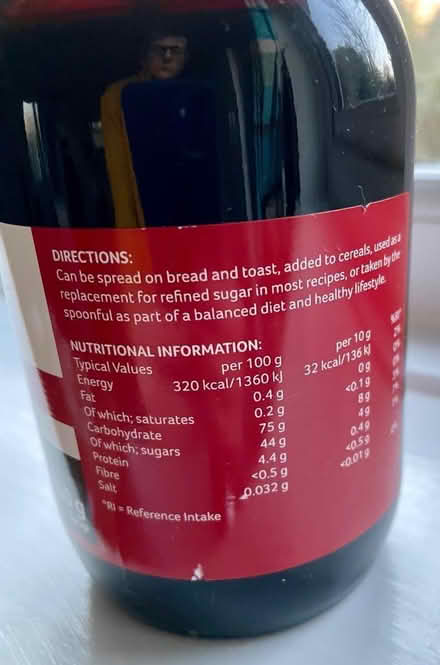 DIRECTIONS:
Can be spread on bread and toast, added to cereals, used as a
replacement for refined sugar in most recipes, or taken by the
spoonful as part of a balanced diet and healthy lifestyle.
NUTRITIONAL INFORMATION:
Typical Values per 100 g per 10 g
Energy 320 kcal/1360 kJ 32 kcal/136 kJ
Fat 0.4 g 0 g
Of which; saturates 0.2 g <0.1 g
Carbohydrate 75 g 8 g
Of which; sugars 44 g 4 g
Protein 4.4 g 0.4 g
Fibre <0.5 g <0.5 g
Salt 0.032 g <0.01 g
*RI = Reference Intake
g